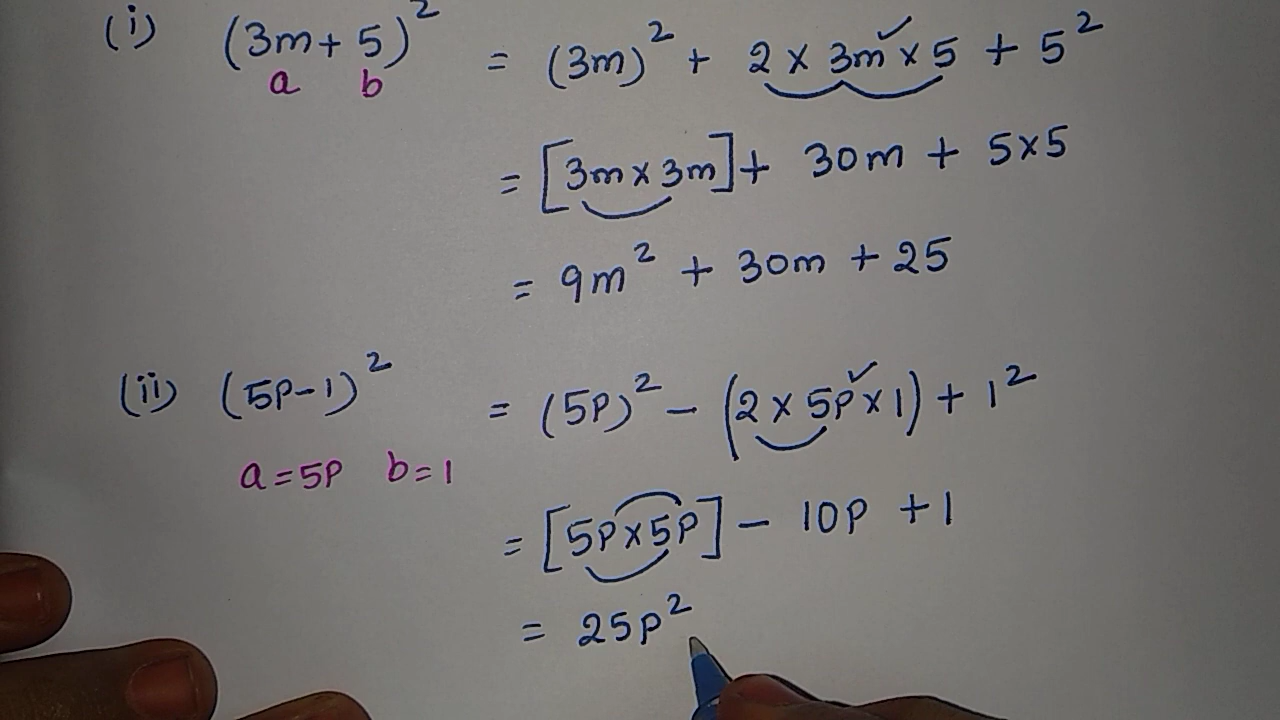 (i) (3m + 5)² = (3m)² + 2 × 3m × 5 + 5²
a b
= [3m × 3m] + 30m + 5×5
= 9m² + 30m + 25
(ii) (5P - 1)² = (5P)² - (2 × 5P × 1) + 1²
a = 5P b = 1
= [5P × 5P] - 10P + 1
= 25P²